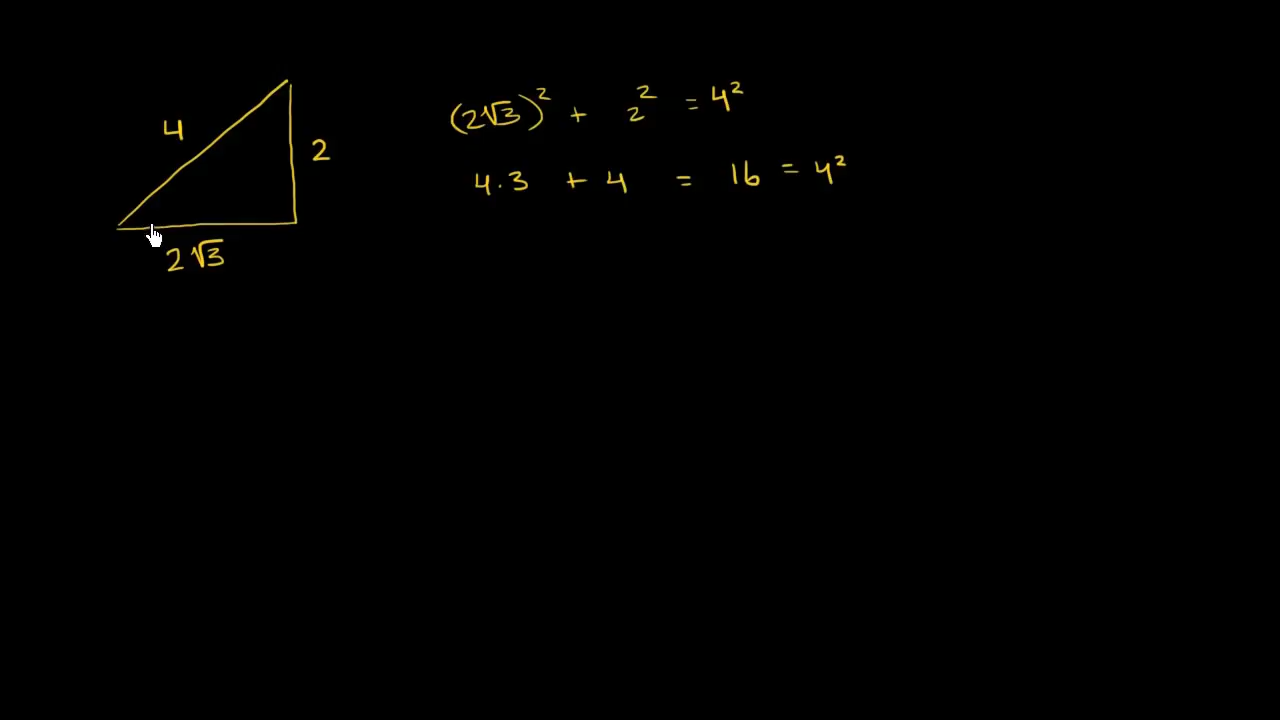 4
2
2√3
(2√3)² + 2² = 4²
4·3 + 4 = 16 = 4²